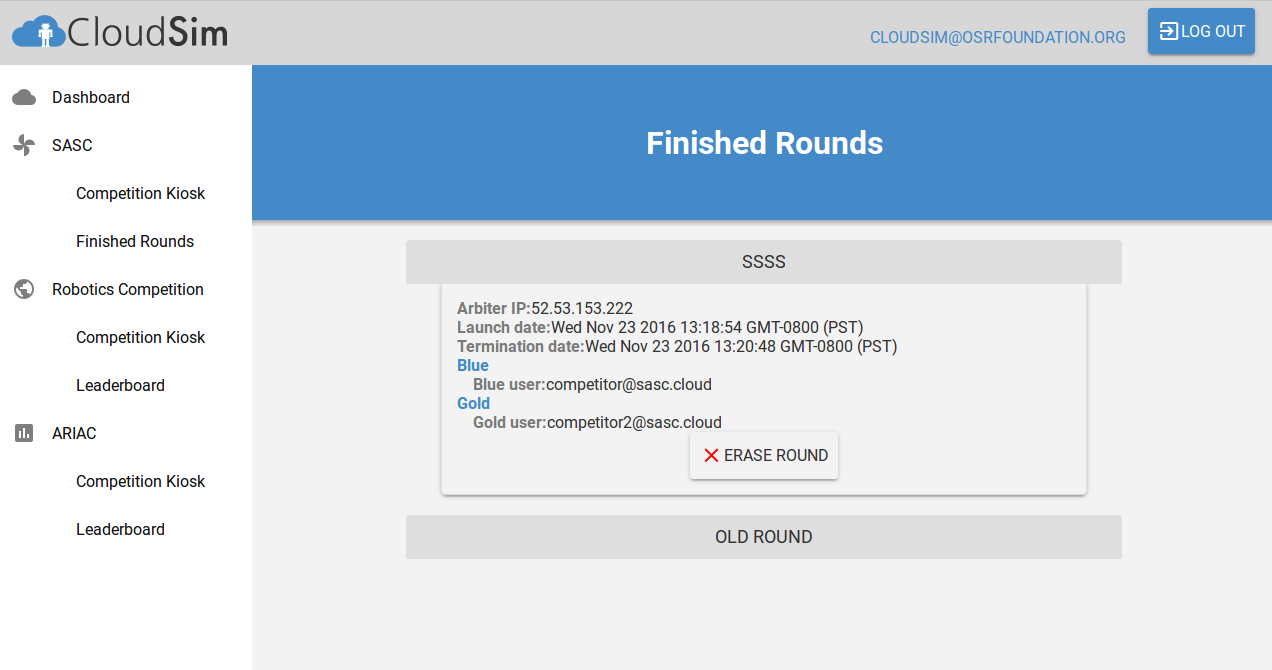 CloudSim
CLOUDSIM@OSRFOUNDATION.ORG
LOG OUT
Dashboard
SASC
Competition Kiosk
Finished Rounds
Robotics Competition
Competition Kiosk
Leaderboard
ARIAC
Competition Kiosk
Leaderboard
Finished Rounds
SSSS
Arbiter IP:52.53.153.222
Launch date:Wed Nov 23 2016 13:18:54 GMT-0800 (PST)
Termination date:Wed Nov 23 2016 13:20:48 GMT-0800 (PST)
Blue
Blue user:competitor@sasc.cloud
Gold
Gold user:competitor2@sasc.cloud
ERASE ROUND
OLD ROUND